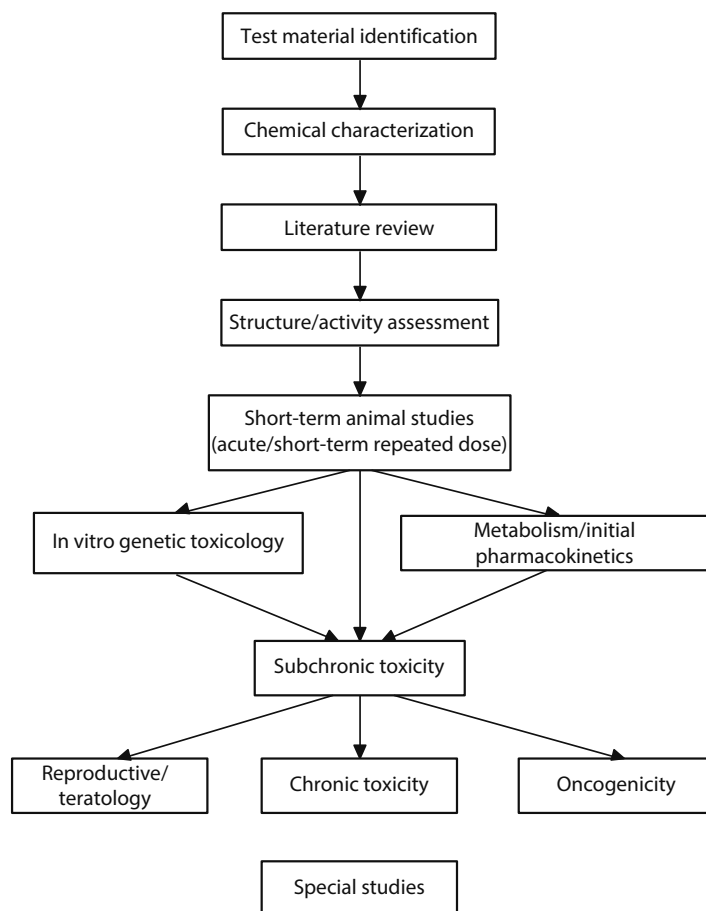 Test material identification
Chemical characterization
Literature review
Structure/activity assessment
Short-term animal studies
(acute/short-term repeated dose)
In vitro genetic toxicology
Metabolism/initial
pharmacokinetics
Subchronic toxicity
Reproductive/
teratology
Chronic toxicity
Oncogenicity
Special studies